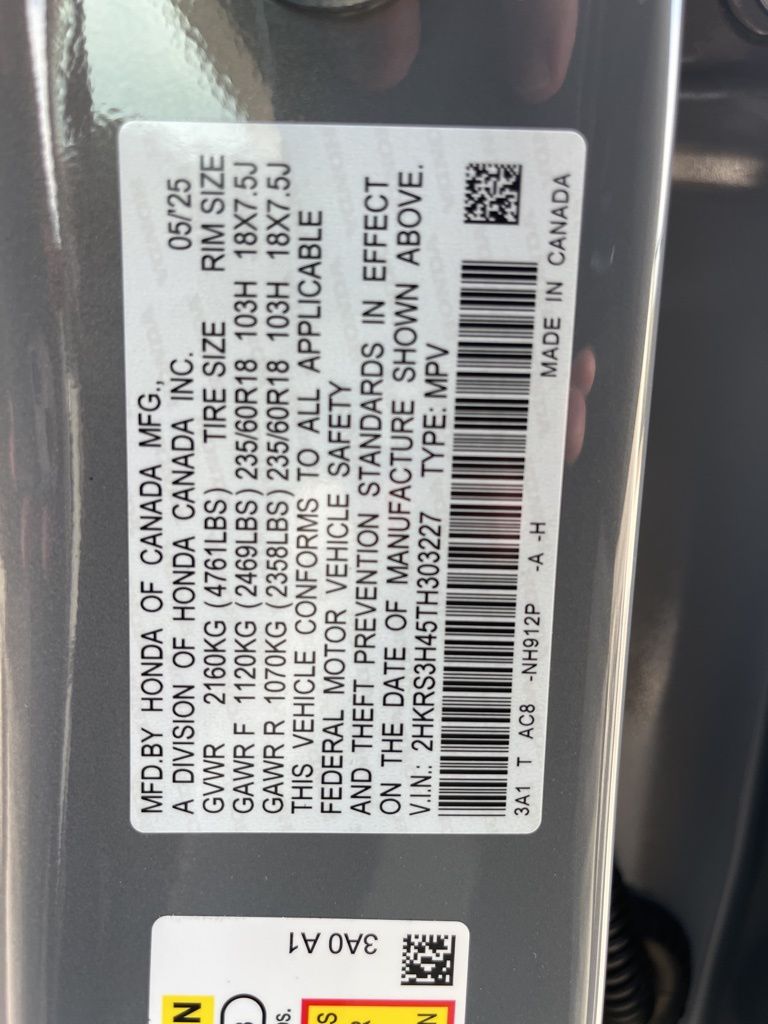 MFD.BY HONDA OF CANADA MFG.,
A DIVISION OF HONDA CANADA INC. 05/'25
GVWR 2160KG (4761LBS) TIRE SIZE RIM SIZE
GAWR F 1120KG (2469LBS) 235/60R18 103H 18X7.5J
GAWR R 1070KG (2358LBS) 235/60R18 103H 18X7.5J
THIS VEHICLE CONFORMS TO ALL APPLICABLE
FEDERAL MOTOR VEHICLE SAFETY
AND THEFT PREVENTION STANDARDS IN EFFECT
ON THE DATE OF MANUFACTURE SHOWN ABOVE.
V.I.N.: 2HKRS3H45TH303227 TYPE: MPV
3A1 T AC8 -NH912P -A -H MADE IN CANADA
3A0 A1